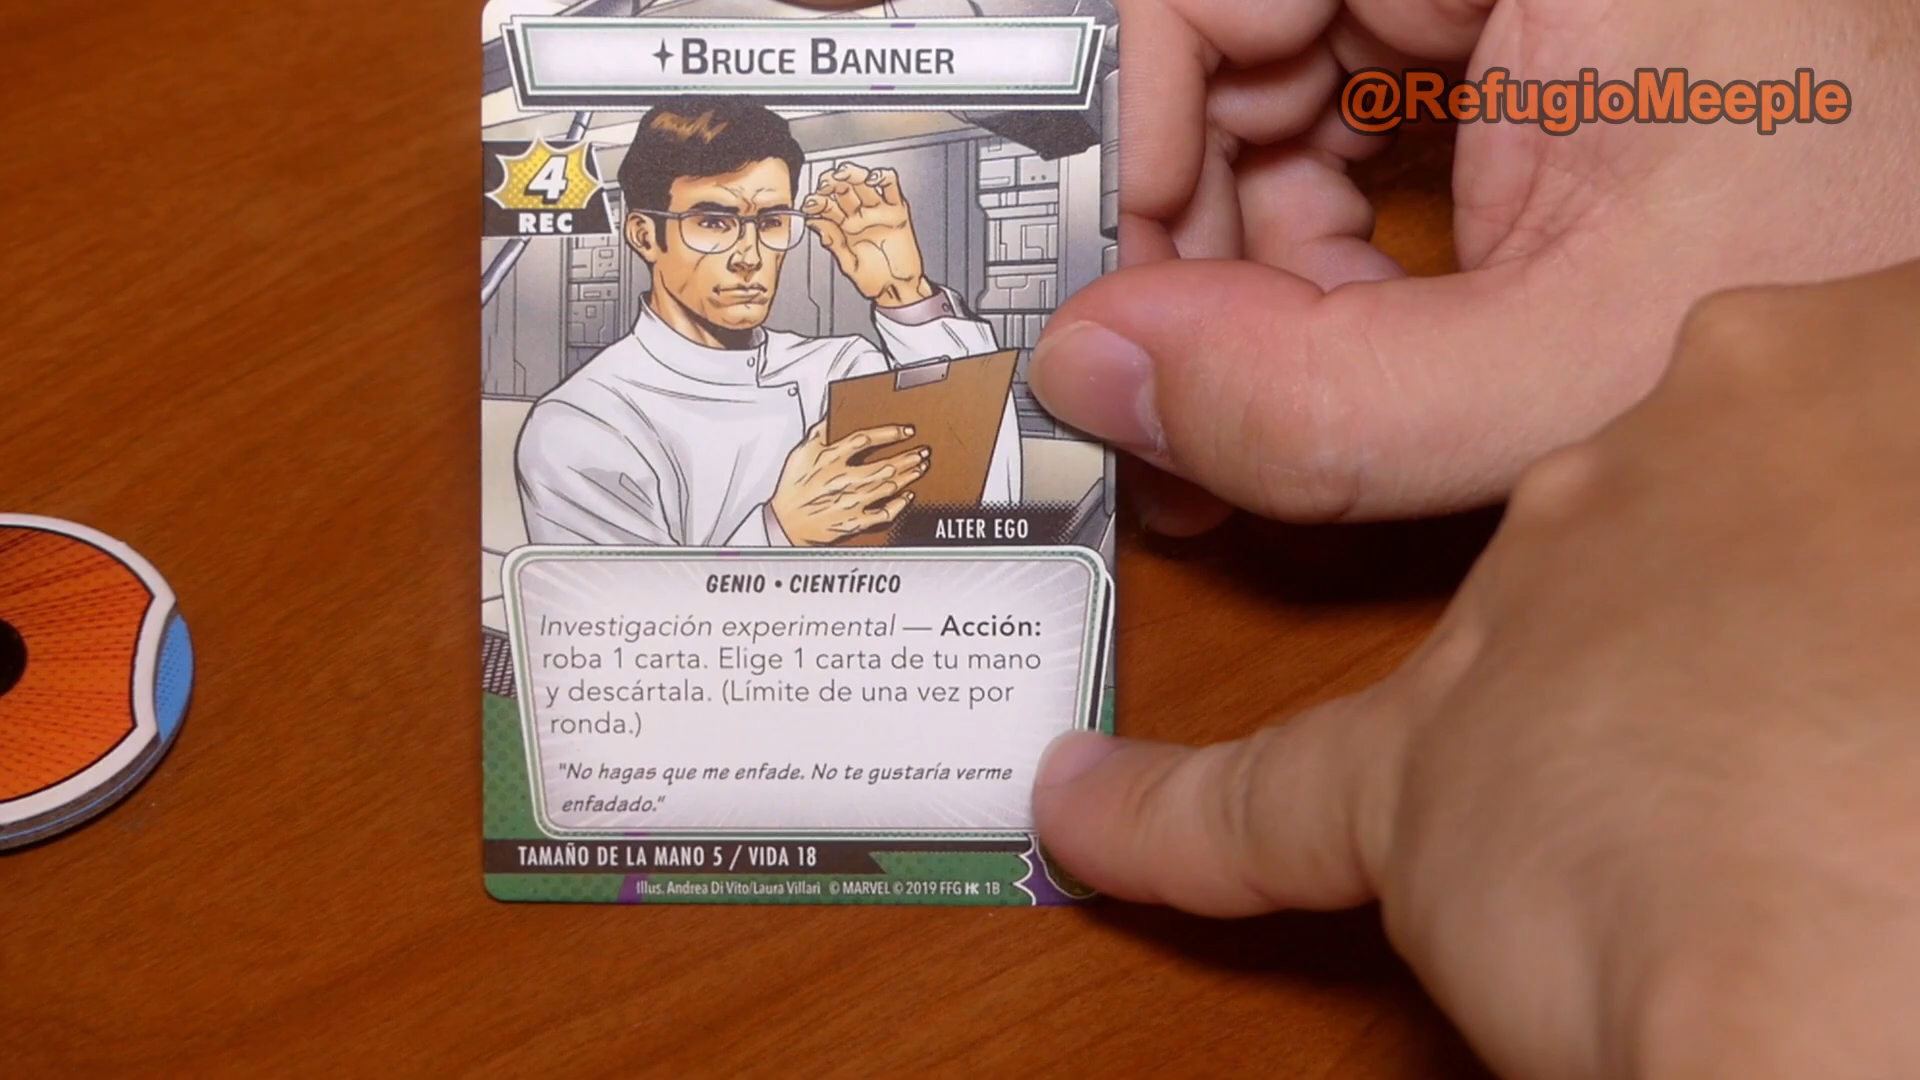 BRUCE BANNER
@RefugioMeeple
4
REC
ALTER EGO
GENIO • CIENTÍFICO
Investigación experimental — Acción:
roba 1 carta. Elige 1 carta de tu mano
y descártala. (Límite de una vez por
ronda.)
"No hagas que me enfade. No te gustaría verme
enfadado."
TAMAÑO DE LA MANO 5 / VIDA 18
Illus. Andrea Di Vito/Laura Villari © MARVEL © 2019 FFG HK 1B